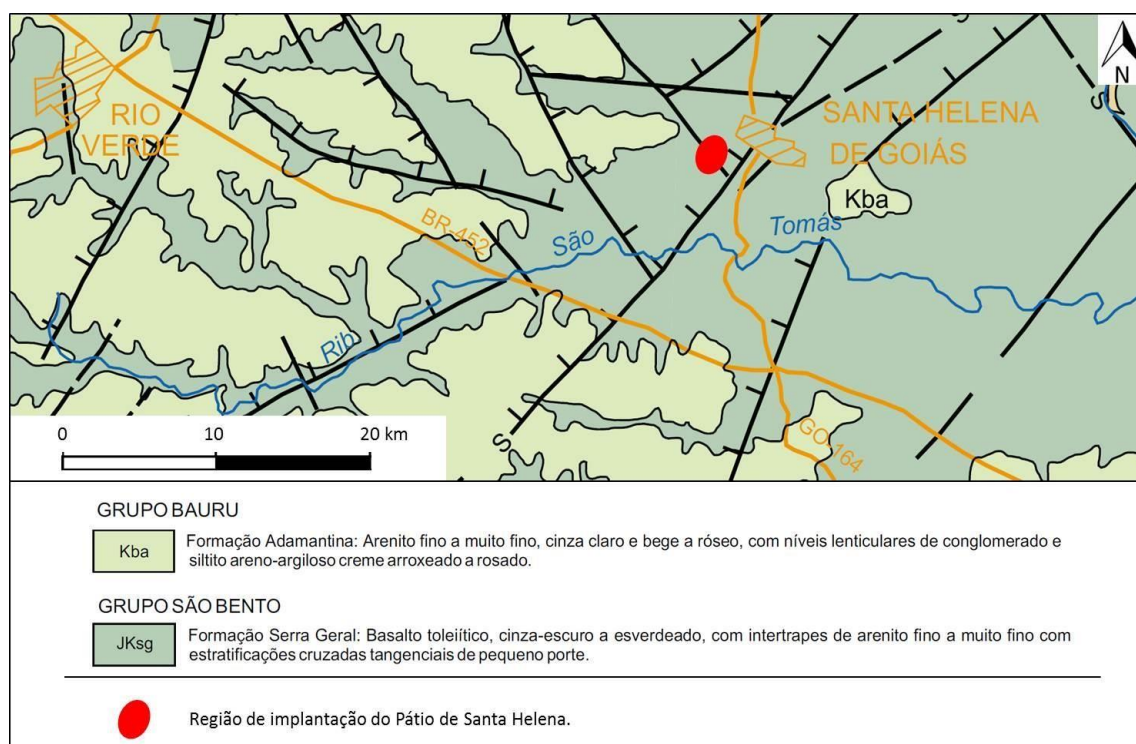 N
RIO
VERDE
SANTA HELENA
DE GOIÁS
Kba
BR-452
São
Tomás
Rib
GO-164
S
S
S
S
0 10 20 km
GRUPO BAURU
Kba
Formação Adamantina: Arenito fino a muito fino, cinza claro e bege a róseo, com níveis lenticulares de conglomerado e
siltito areno-argiloso creme arroxeado a rosado.
GRUPO SÃO BENTO
JKsg
Formação Serra Geral: Basalto toleiítico, cinza-escuro a esverdeado, com intertrapes de arenito fino a muito fino com
estratificações cruzadas tangenciais de pequeno porte.
Região de implantação do Pátio de Santa Helena.